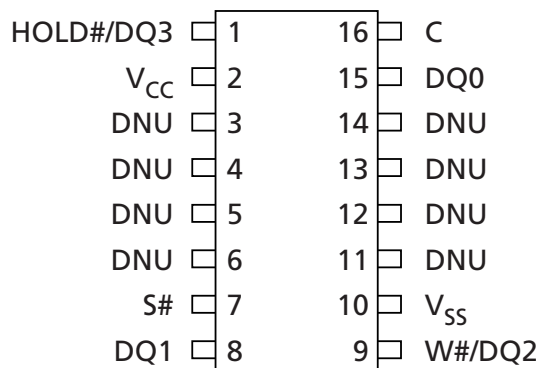 HOLD#/DQ3 1 16 C
VCC 2 15 DQ0
DNU 3 14 DNU
DNU 4 13 DNU
DNU 5 12 DNU
DNU 6 11 DNU
S# 7 10 VSS
DQ1 8 9 W#/DQ2